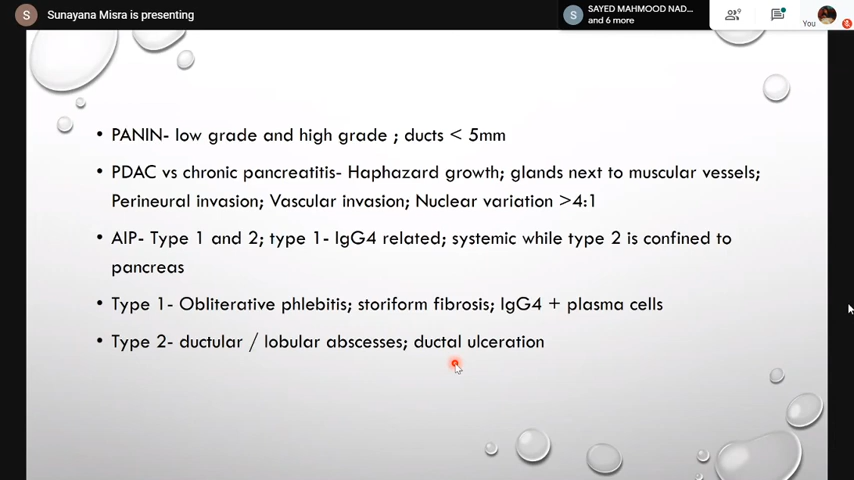 S Sunayana Misra is presenting
S SAYED MAHMOOD NAD...
and 6 more
9
You
• PANIN- low grade and high grade ; ducts < 5mm
• PDAC vs chronic pancreatitis- Haphazard growth; glands next to muscular vessels;
Perineural invasion; Vascular invasion; Nuclear variation >4:1
• AIP- Type 1 and 2; type 1- IgG4 related; systemic while type 2 is confined to
pancreas
• Type 1- Obliterative phlebitis; storiform fibrosis; IgG4 + plasma cells
• Type 2- ductular / lobular abscesses; ductal ulceration